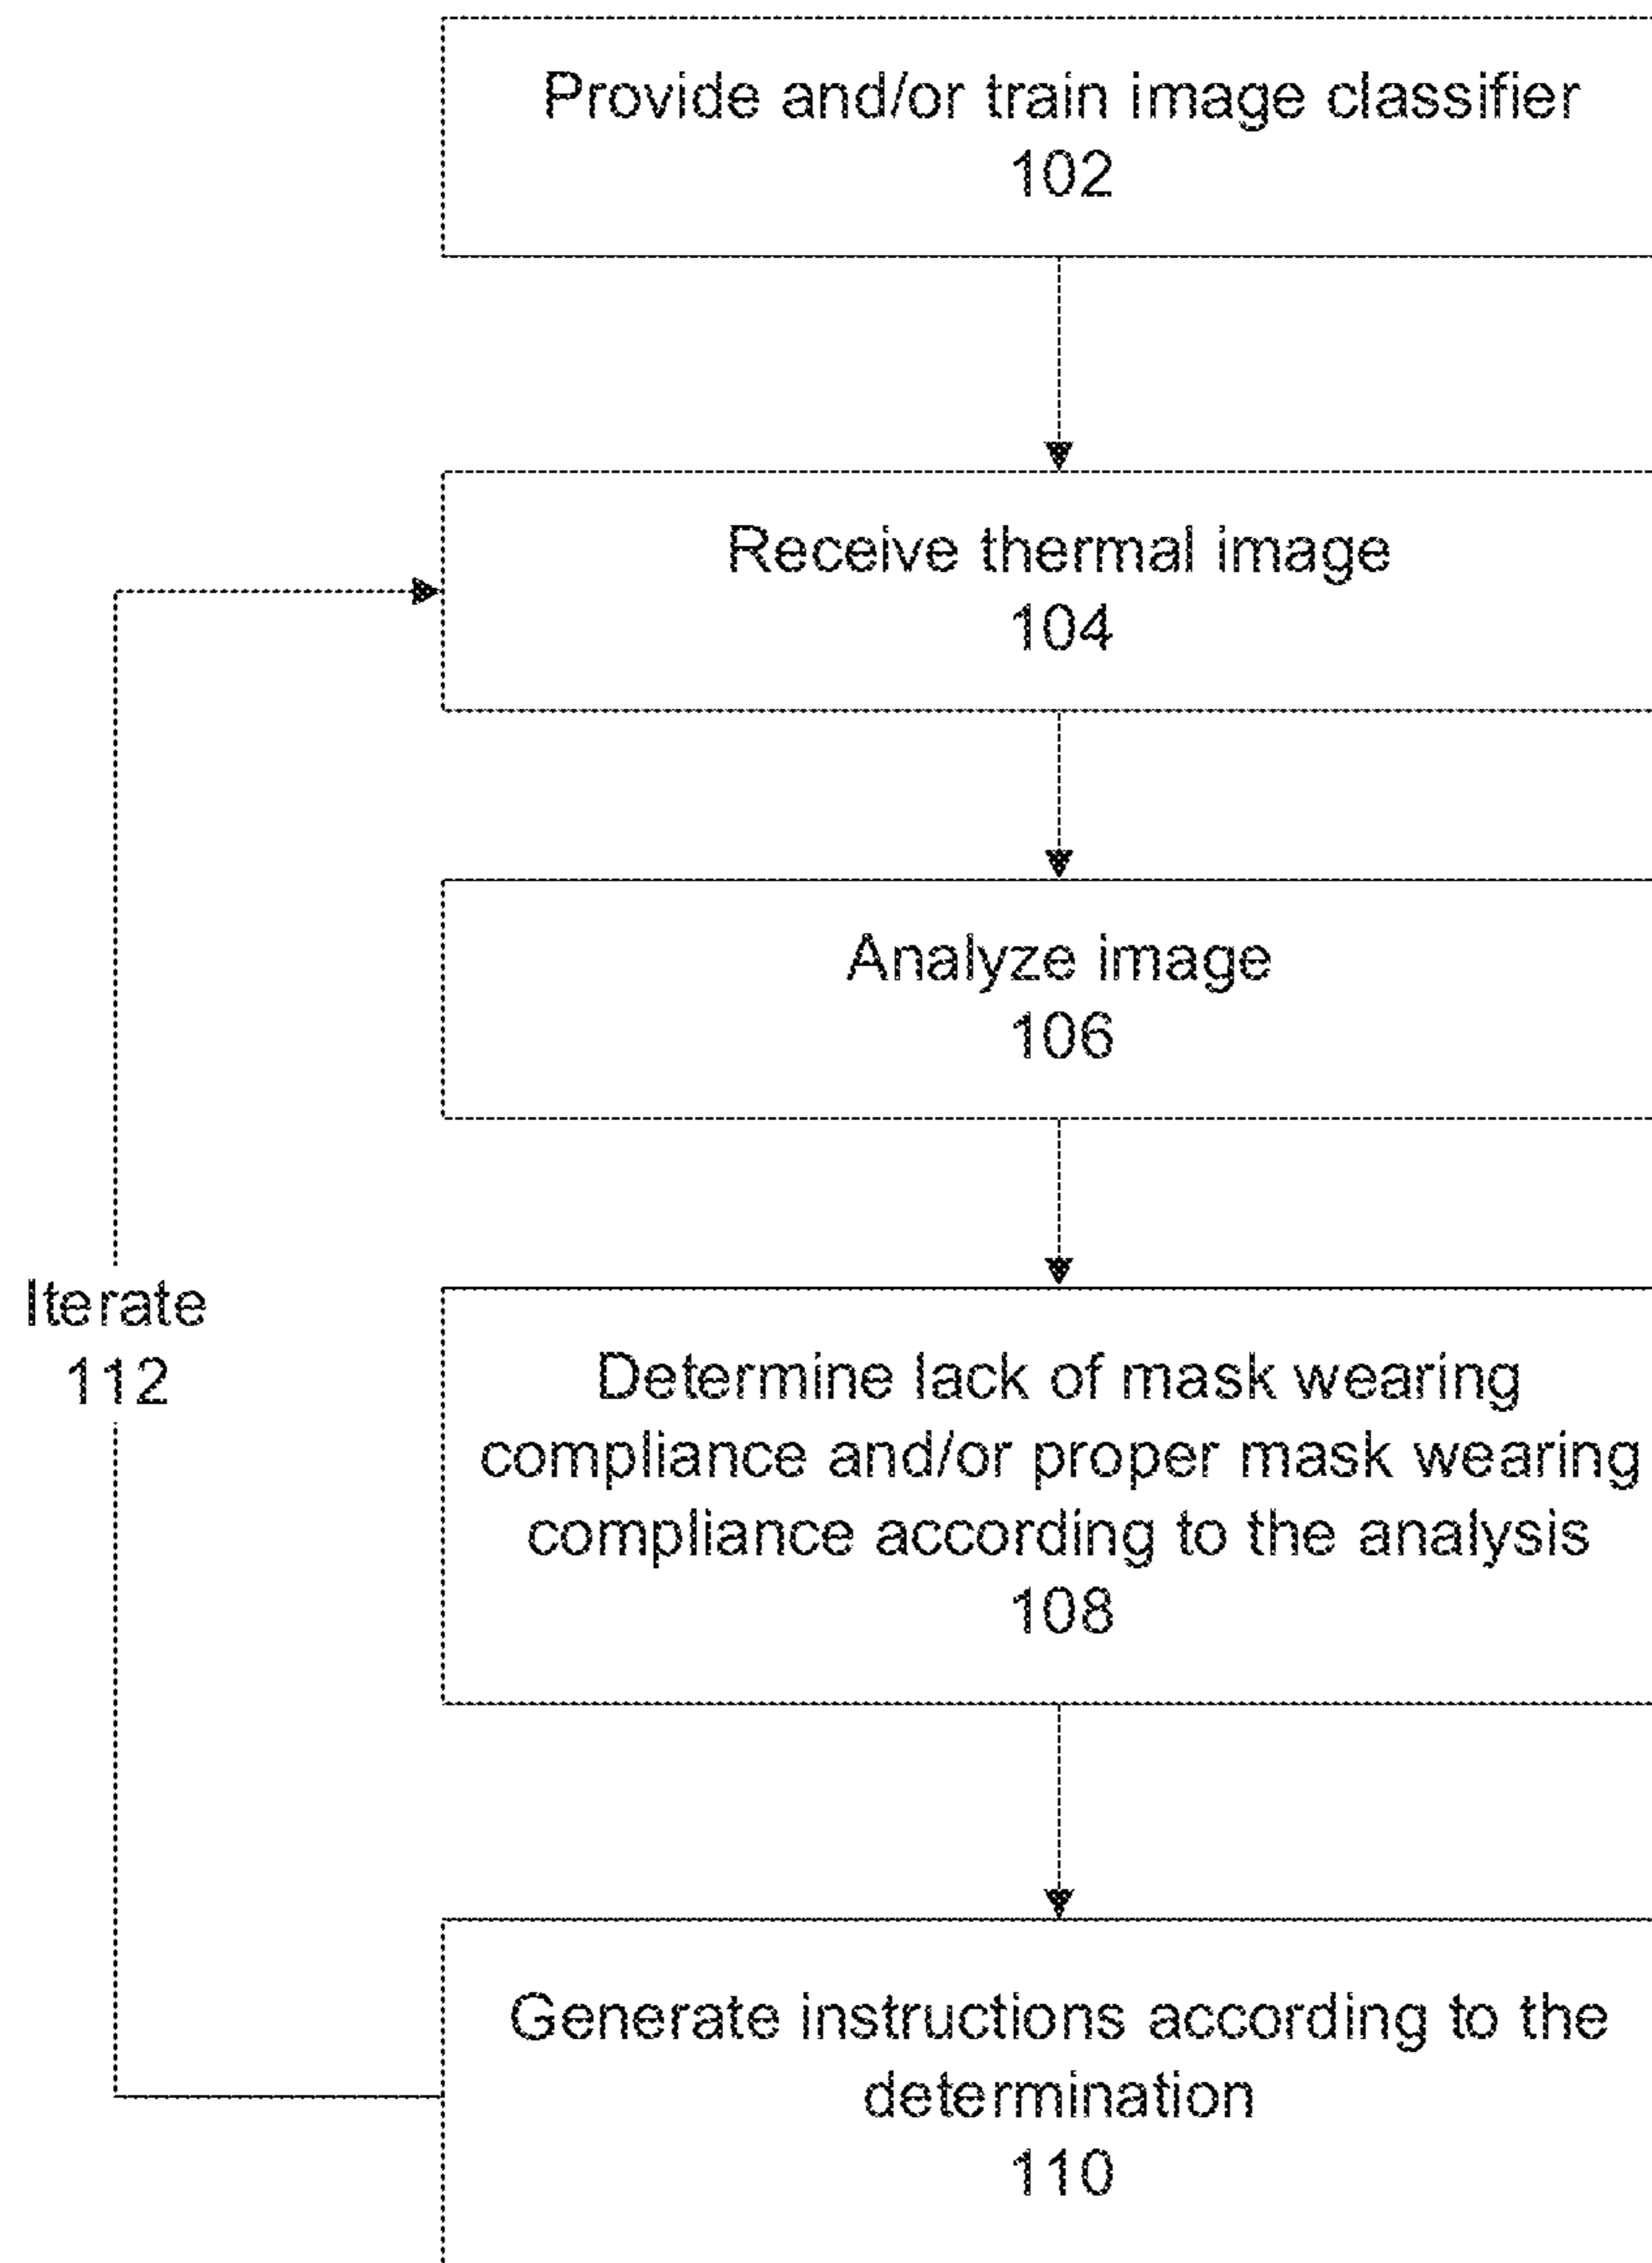 Provide and/or train image classifier
102
Receive thermal image
104
Analyze image
106
Iterate
112
Determine lack of mask wearing
compliance and/or proper mask wearing
compliance according to the analysis
108
Generate instructions according to the
determination
110